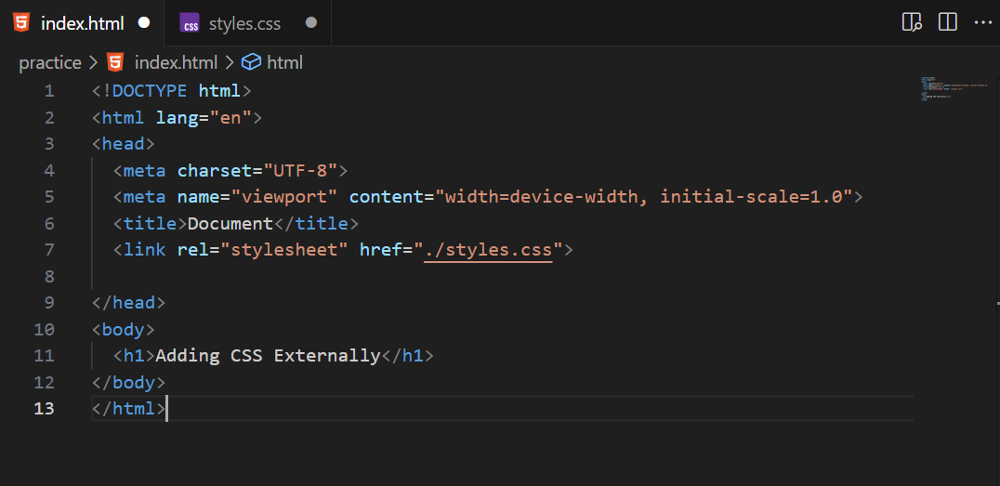 index.html styles.css
practice > index.html > html
1 <!DOCTYPE html>
2 <html lang="en">
3 <head>
4   <meta charset="UTF-8">
5   <meta name="viewport" content="width=device-width, initial-scale=1.0">
6   <title>Document</title>
7   <link rel="stylesheet" href="./styles.css">
8
9 </head>
10 <body>
11   <h1>Adding CSS Externally</h1>
12 </body>
13 </html>